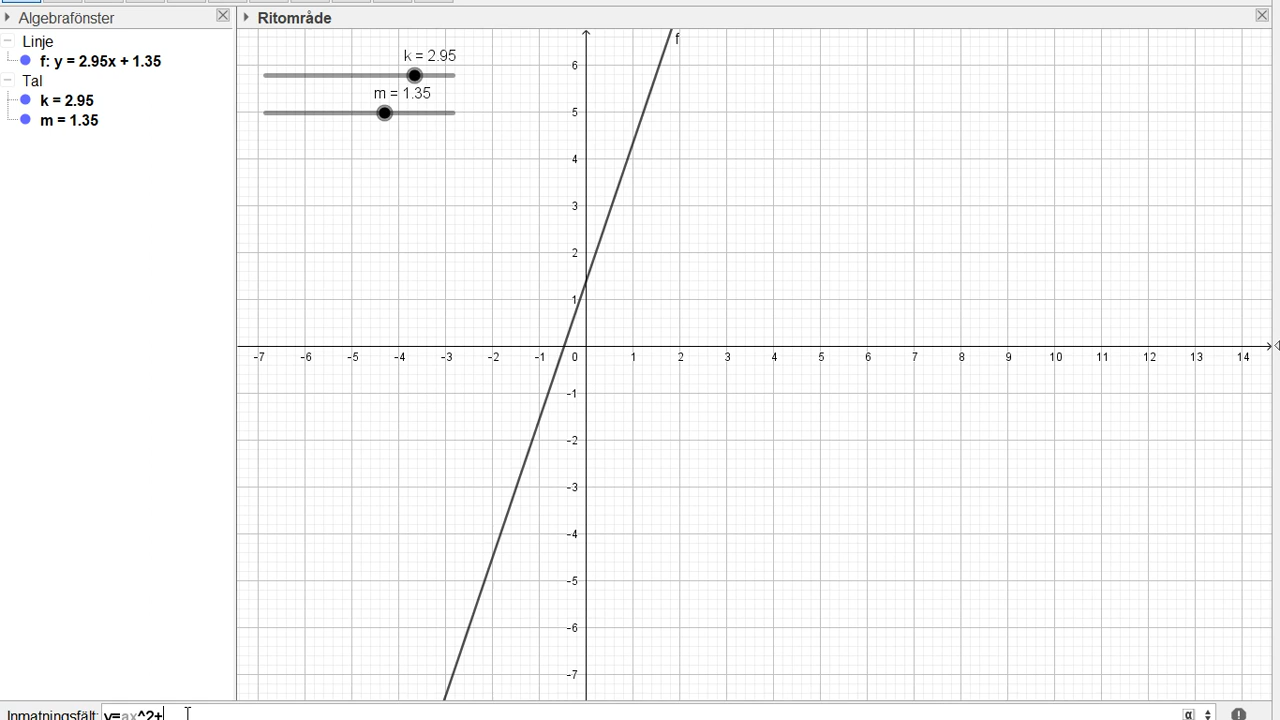 Algebrafönster
Ritområde
Linje
f: y = 2.95x + 1.35
Tal
k = 2.95
m = 1.35
k = 2.95
m = 1.35
f
6
5
4
3
2
1
-7 -6 -5 -4 -3 -2 -1 0 1 2 3 4 5 6 7 8 9 10 11 12 13 14
-1
-2
-3
-4
-5
-6
-7
Inmatningsfält: y=ax^2+
α